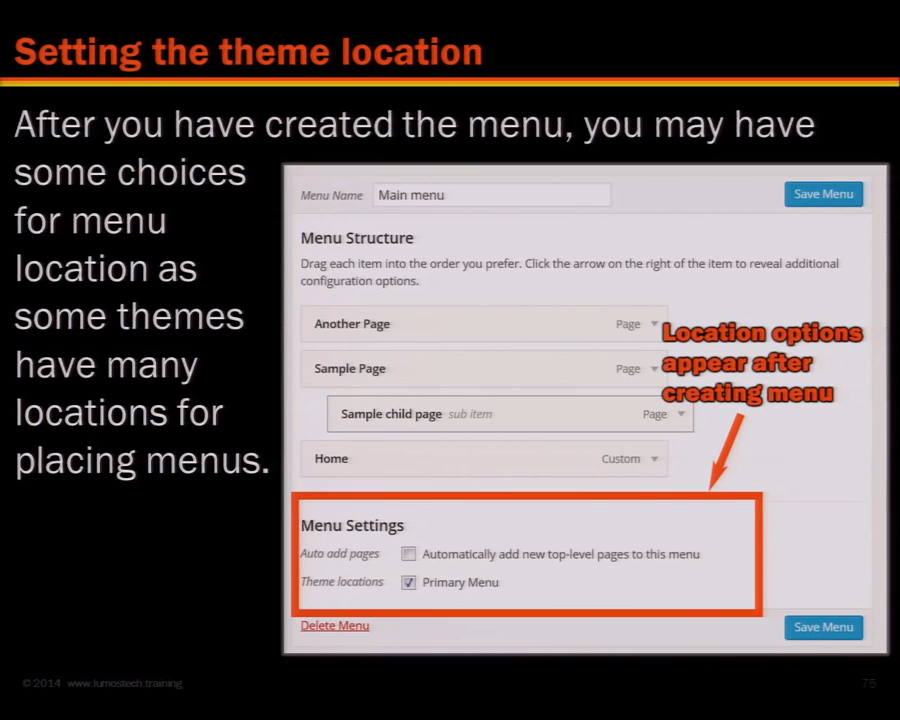 Setting the theme location
After you have created the menu, you may have
some choices
for menu
location as
some themes
have many
locations for
placing menus.
Menu Name Main menu Save Menu
Menu Structure
Drag each item into the order you prefer. Click the arrow on the right of the item to reveal additional
configuration options.
Another Page Page
Sample Page Page
Sample child page sub item Page
Home Custom
Location options
appear after
creating menu
Menu Settings
Auto add pages Automatically add new top-level pages to this menu
Theme locations Primary Menu
Delete Menu Save Menu
© 2014 www.lumostech.training 75